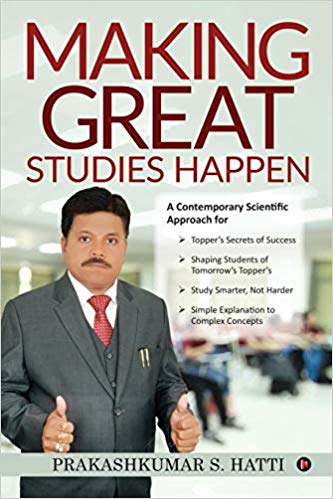 MAKING
GREAT
STUDIES HAPPEN
A Contemporary Scientific
Approach for
➤ Topper's Secrets of Success
➤ Shaping Students of
Tomorrow's Topper's
➤ Study Smarter, Not Harder
➤ Simple Explanation to
Complex Concepts
PRAKASHKUMAR S. HATTI